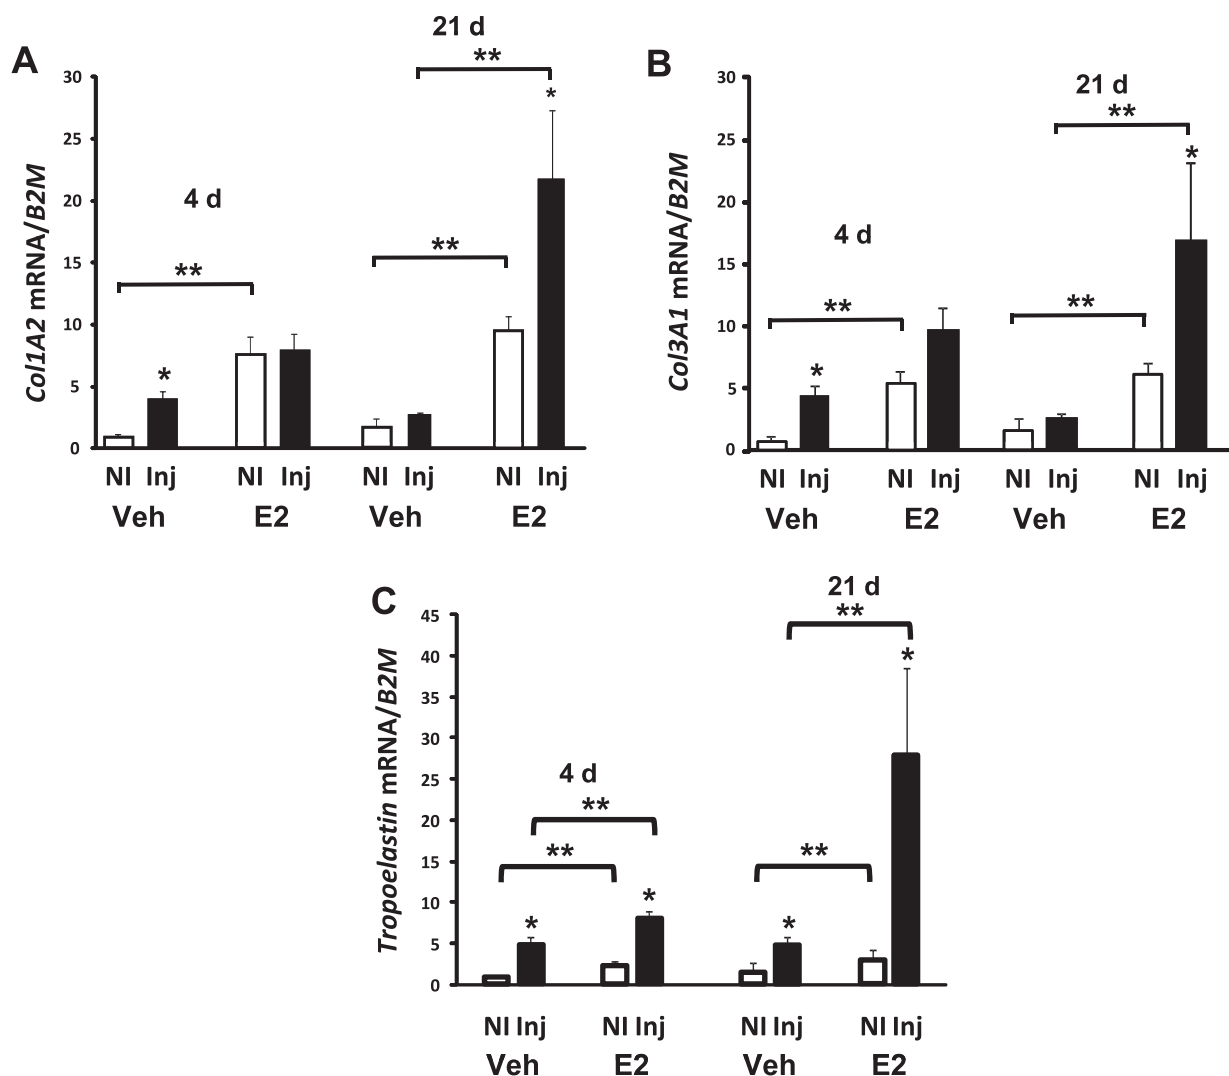 A
21 d
**
*
30
25
20
15
10
5
0
Col1A2 mRNA/B2M
4 d
**
**
*
NI Inj NI Inj NI Inj NI Inj
Veh E2 Veh E2
B
21 d
**
*
30
25
20
15
10
5
0
Col3A1 mRNA/B2M
4 d
**
**
*
NI Inj NI Inj NI Inj NI Inj
Veh E2 Veh E2
C
21 d
**
*
45
40
35
30
25
20
15
10
5
0
Tropoelastin mRNA/B2M
4 d
**
**
**
*
*
*
NI Inj NI Inj NI Inj NI Inj
Veh E2 Veh E2